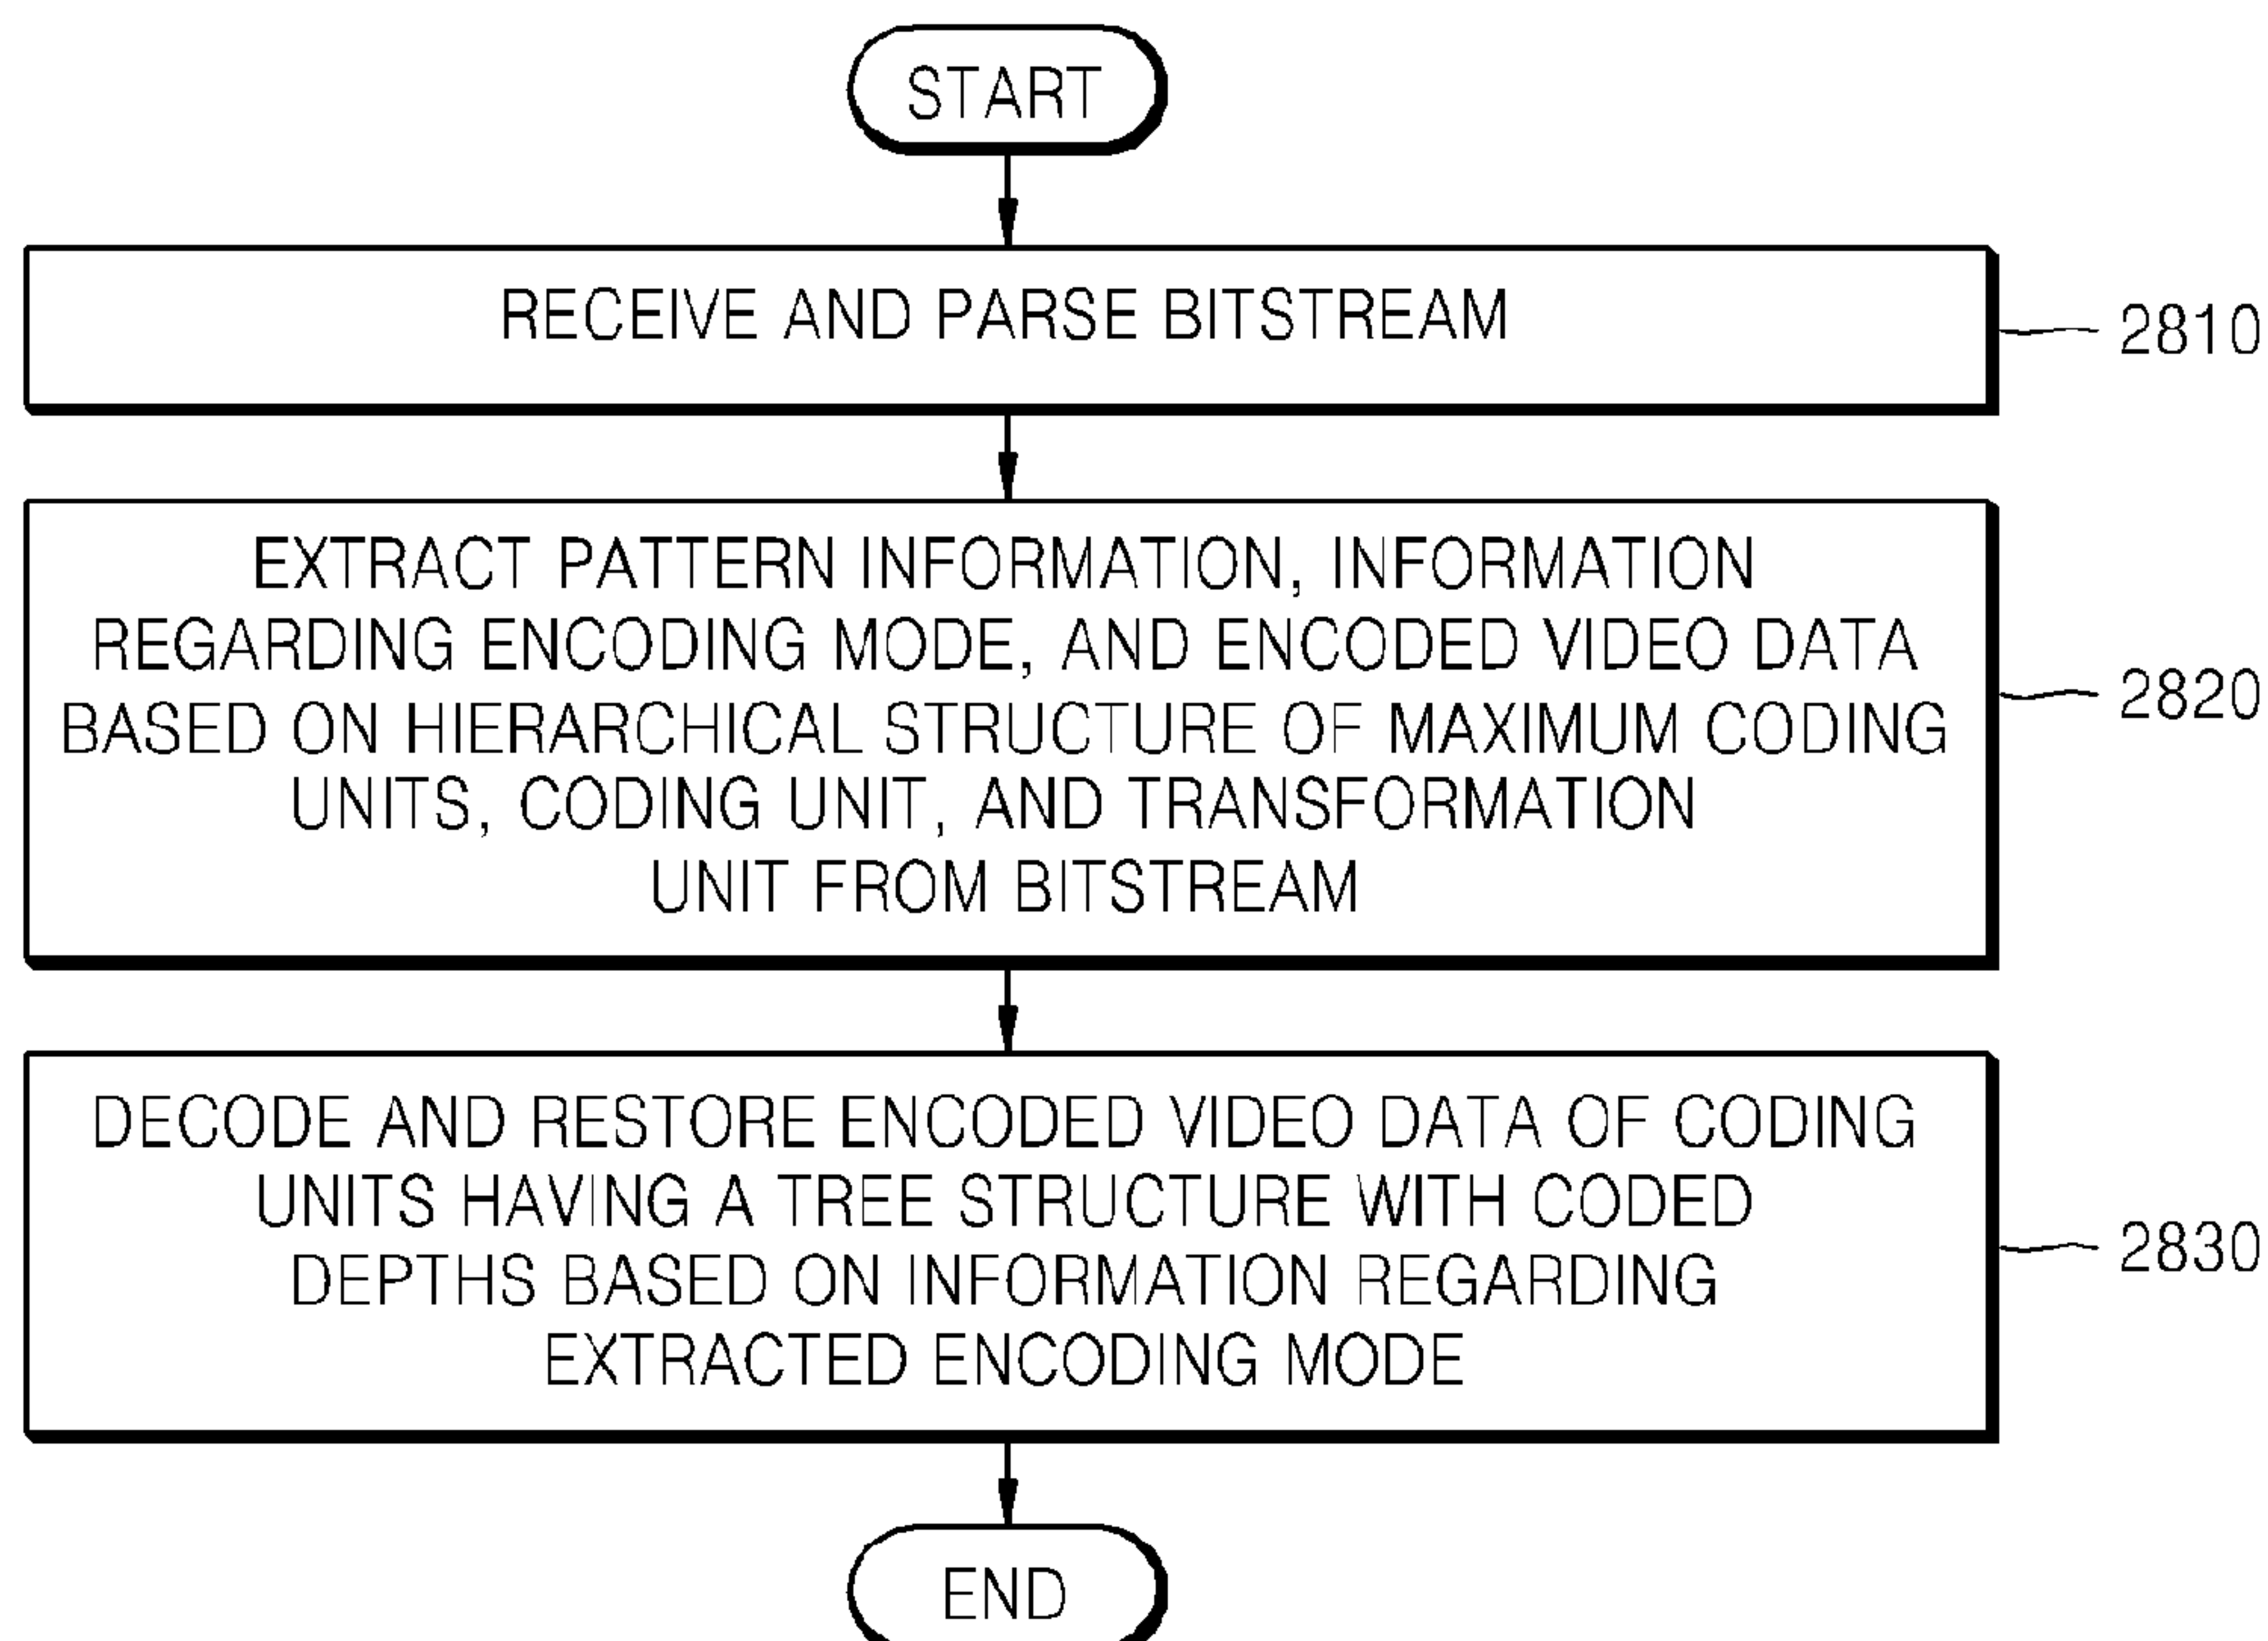 START
RECEIVE AND PARSE BITSTREAM
2810
EXTRACT PATTERN INFORMATION, INFORMATION
REGARDING ENCODING MODE, AND ENCODED VIDEO DATA
BASED ON HIERARCHICAL STRUCTURE OF MAXIMUM CODING
UNITS, CODING UNIT, AND TRANSFORMATION
UNIT FROM BITSTREAM
2820
DECODE AND RESTORE ENCODED VIDEO DATA OF CODING
UNITS HAVING A TREE STRUCTURE WITH CODED
DEPTHS BASED ON INFORMATION REGARDING
EXTRACTED ENCODING MODE
2830
END